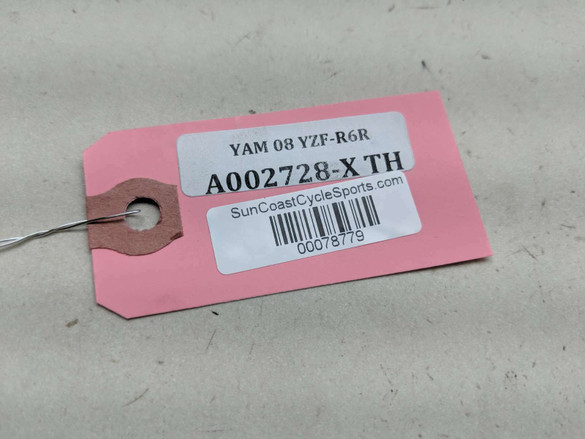 YAM 08 YZF-R6R
A002728-X TH
SunCoastCycleSports.com
00078779